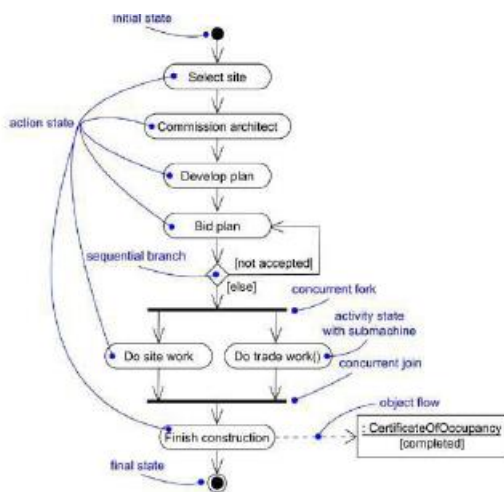 initial state
Select site
action state
Commission architect
Develop plan
Bid plan
sequential branch
[not accepted]
[else]
concurrent fork
activity state
with submachine
Do site work
Do trade work()
concurrent join
object flow
: CertificateOfOccupancy
Finish construction
[completed]
final state